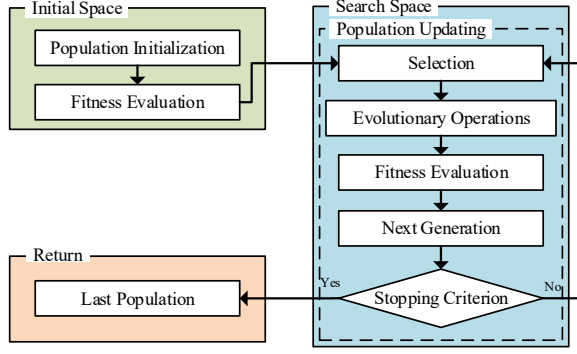 Initial Space
Population Initialization
Fitness Evaluation
Search Space
Population Updating
Selection
Evolutionary Operations
Fitness Evaluation
Next Generation
Stopping Criterion
Yes
No
Return
Last Population